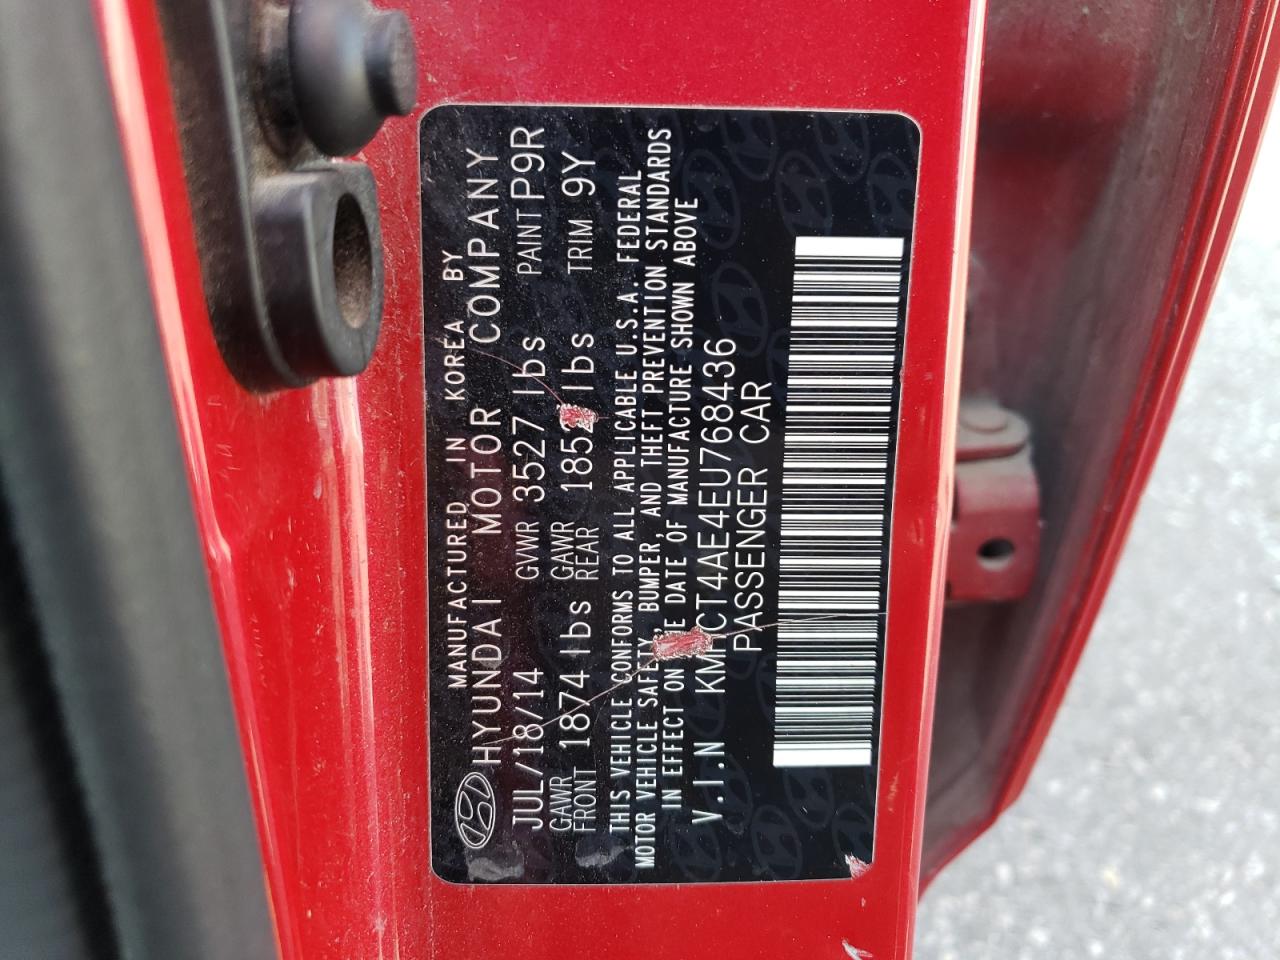 MANUFACTURED IN KOREA BY
HYUNDAI MOTOR COMPANY
JUL/18/14 GVWR 3527 lbs PAINT P9R
GAWR FRONT 1874 lbs GAWR REAR lbs TRIM 9Y
THIS VEHICLE CONFORMS TO ALL APPLICABLE U.S.A. FEDERAL
MOTOR VEHICLE SAFETY, BUMPER, AND THEFT PREVENTION STANDARDS
IN EFFECT ON DATE OF MANUFACTURE SHOWN ABOVE
V.I.N KMHCT4AE4EU768436
PASSENGER CAR